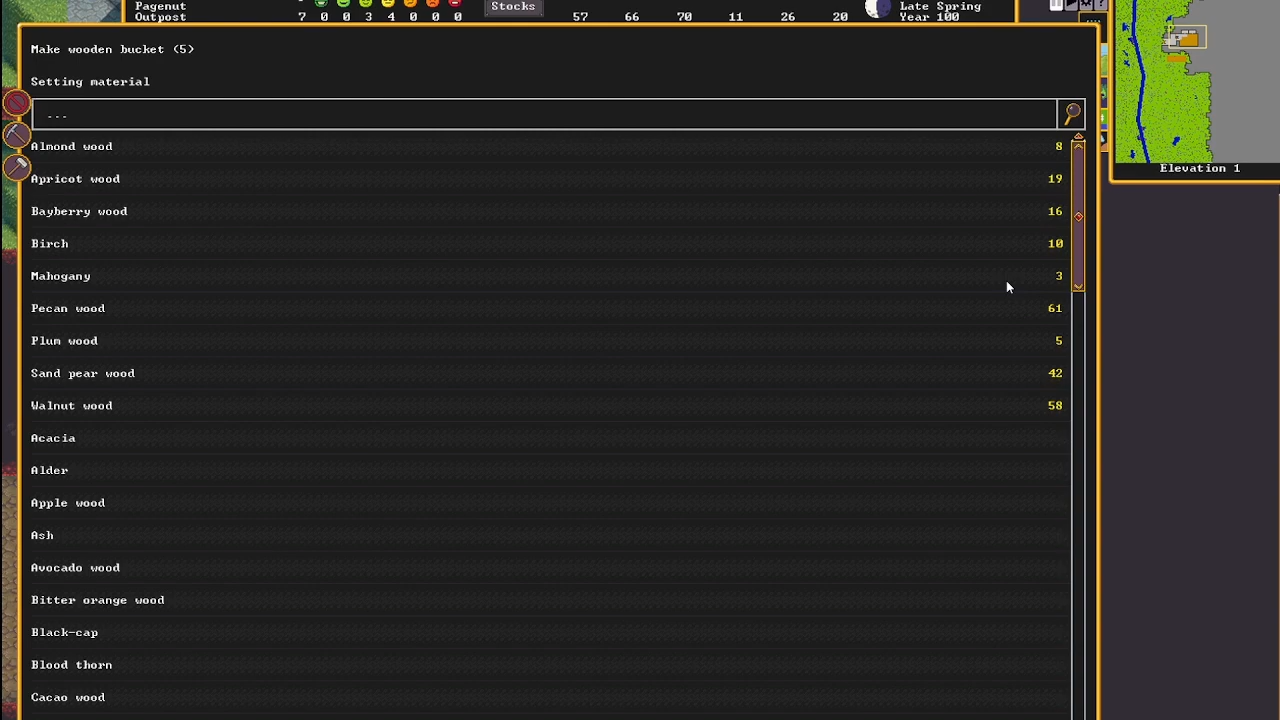 Pagenut
Outpost
7 0 0 3 4 0 0 0
Stocks
57 66 70 11 26 20
Late Spring
Year 100
Make wooden bucket (5)
Setting material
---
Almond wood 8
Apricot wood 19
Bayberry wood 16
Birch 10
Mahogany 3
Pecan wood 61
Plum wood 5
Sand pear wood 42
Walnut wood 58
Acacia
Alder
Apple wood
Ash
Avocado wood
Bitter orange wood
Black-cap
Blood thorn
Cacao wood
Elevation 1